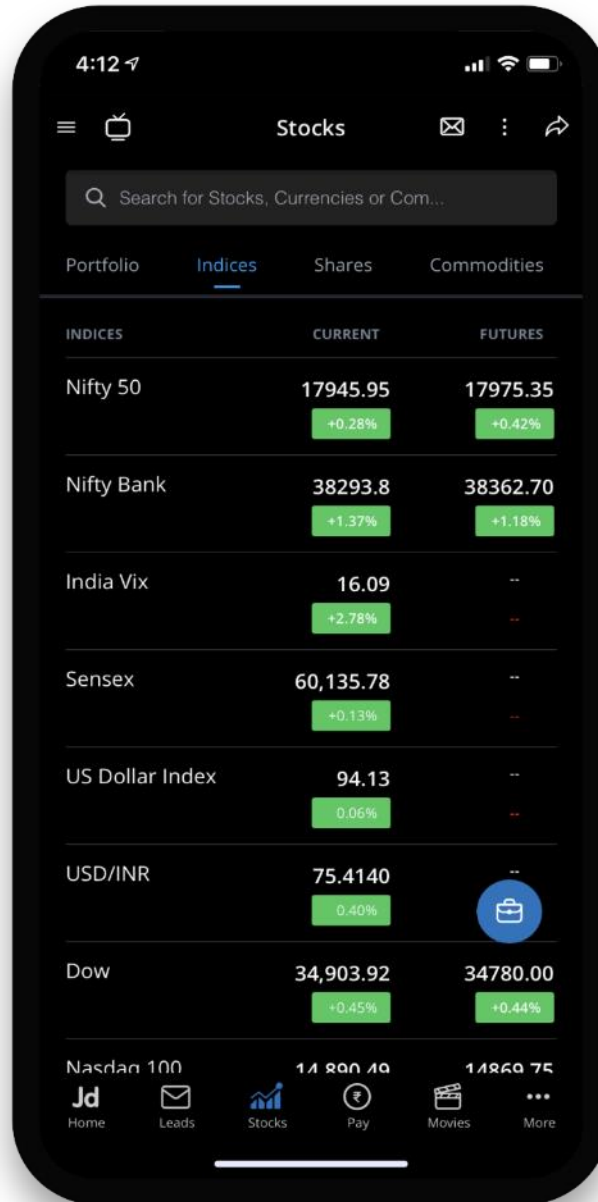 4:12
Stocks
Search for Stocks, Currencies or Com...
Portfolio Indices Shares Commodities
INDICES CURRENT FUTURES
Nifty 50 17945.95 17975.35
+0.28% +0.42%
Nifty Bank 38293.8 38362.70
+1.37% +1.18%
India Vix 16.09 --
+2.78% --
Sensex 60,135.78 --
+0.13% --
US Dollar Index 94.13 --
0.06% --
USD/INR 75.4140 --
0.40%
Dow 34,903.92 34780.00
+0.45% +0.44%
Nasdaq 100 14,890.49 14869.75
Jd
Home Leads Stocks ₹ Pay Movies More